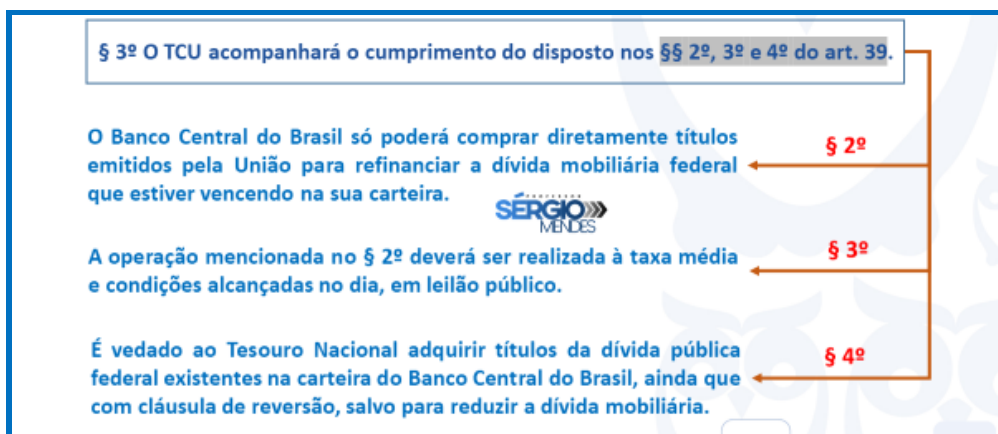 § 3º O TCU acompanhará o cumprimento do disposto nos §§ 2º, 3º e 4º do art. 39.
O Banco Central do Brasil só poderá comprar diretamente títulos
emitidos pela União para refinanciar a dívida mobiliária federal
que estiver vencendo na sua carteira.
§ 2º
PROFESSOR
SÉRGIO
MENDES
A operação mencionada no § 2º deverá ser realizada à taxa média
e condições alcançadas no dia, em leilão público.
§ 3º
É vedado ao Tesouro Nacional adquirir títulos da dívida pública
federal existentes na carteira do Banco Central do Brasil, ainda que
com cláusula de reversão, salvo para reduzir a dívida mobiliária.
§ 4º